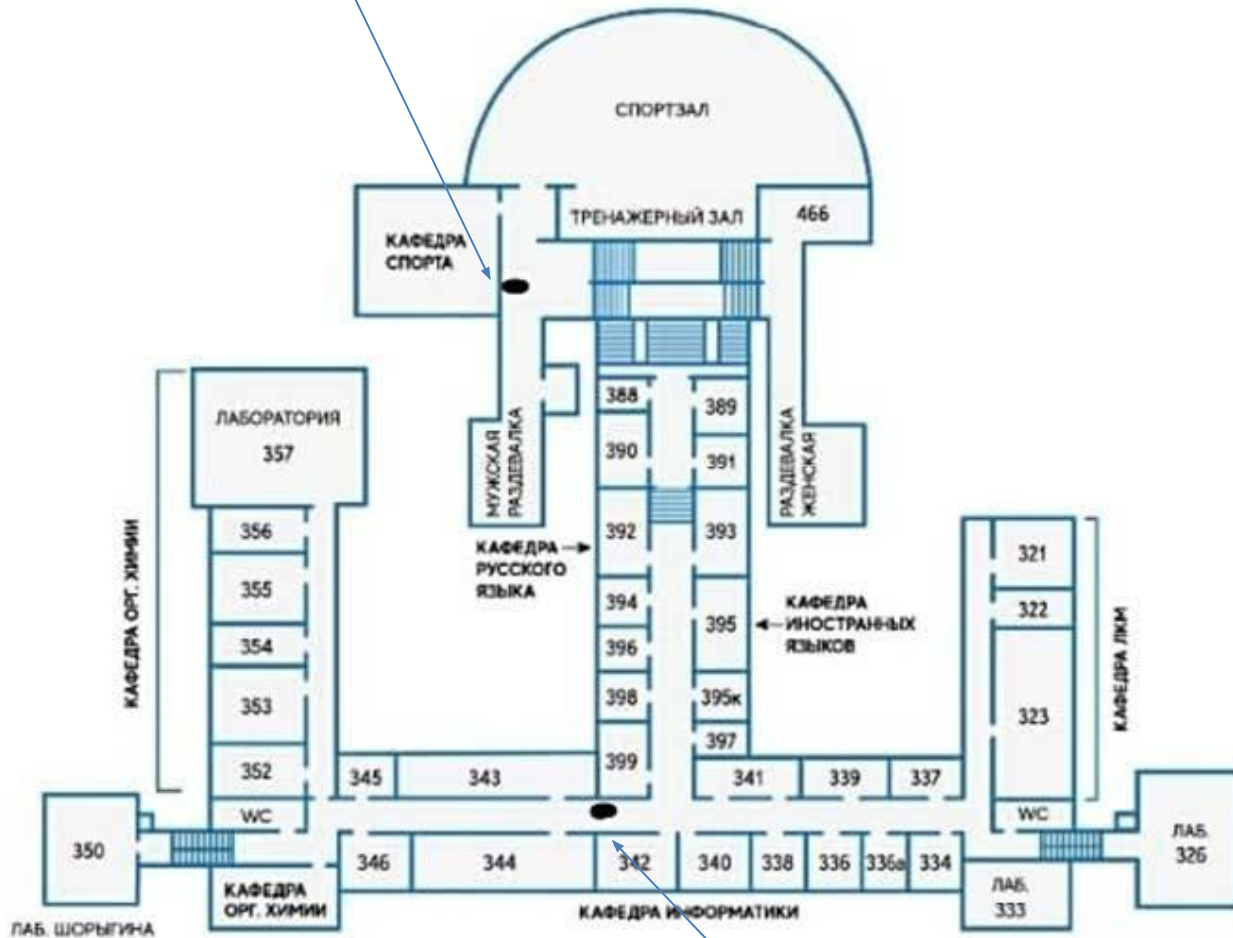 СПОРТЗАЛ
ТРЕНАЖЕРНЫЙ ЗАЛ
466
КАФЕДРА
СПОРТА
МУЖСКАЯ
РАЗДЕВАЛКА
РАЗДЕВАЛКА
ЖЕНСКАЯ
388
389
390
391
392
393
394
395
396
398
395к
397
399
КАФЕДРА
РУССКОГО
ЯЗЫКА
КАФЕДРА
ИНОСТРАННЫХ
ЯЗЫКОВ
КАФЕДРА ОРГ. ХИМИИ
ЛАБОРАТОРИЯ
357
356
355
354
353
352
WC
345
343
341
339
337
321
322
323
КАФЕДРА ЛКМ
WC
ЛАБ.
326
350
ЛАБ. ШОРЫГИНА
КАФЕДРА
ОРГ. ХИМИИ
346
344
342
340
338
336
336а
334
ЛАБ.
333
КАФЕДРА ИНФОРМАТИКИ